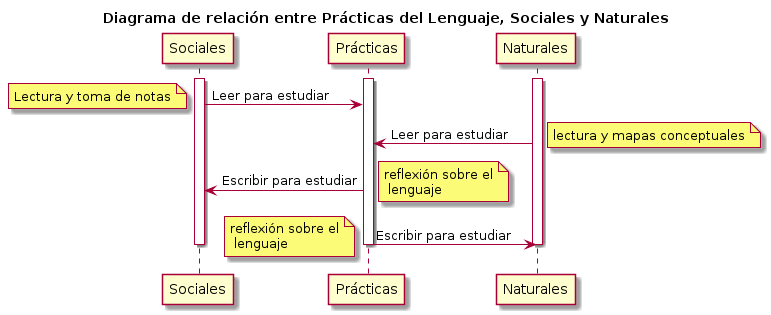 Diagrama de relación entre Prácticas del Lenguaje, Sociales y Naturales
Sociales
Prácticas
Naturales
Lectura y toma de notas
Leer para estudiar
Leer para estudiar
lectura y mapas conceptuales
Escribir para estudiar
reflexión sobre el
lenguaje
reflexión sobre el
lenguaje
Escribir para estudiar
Sociales
Prácticas
Naturales